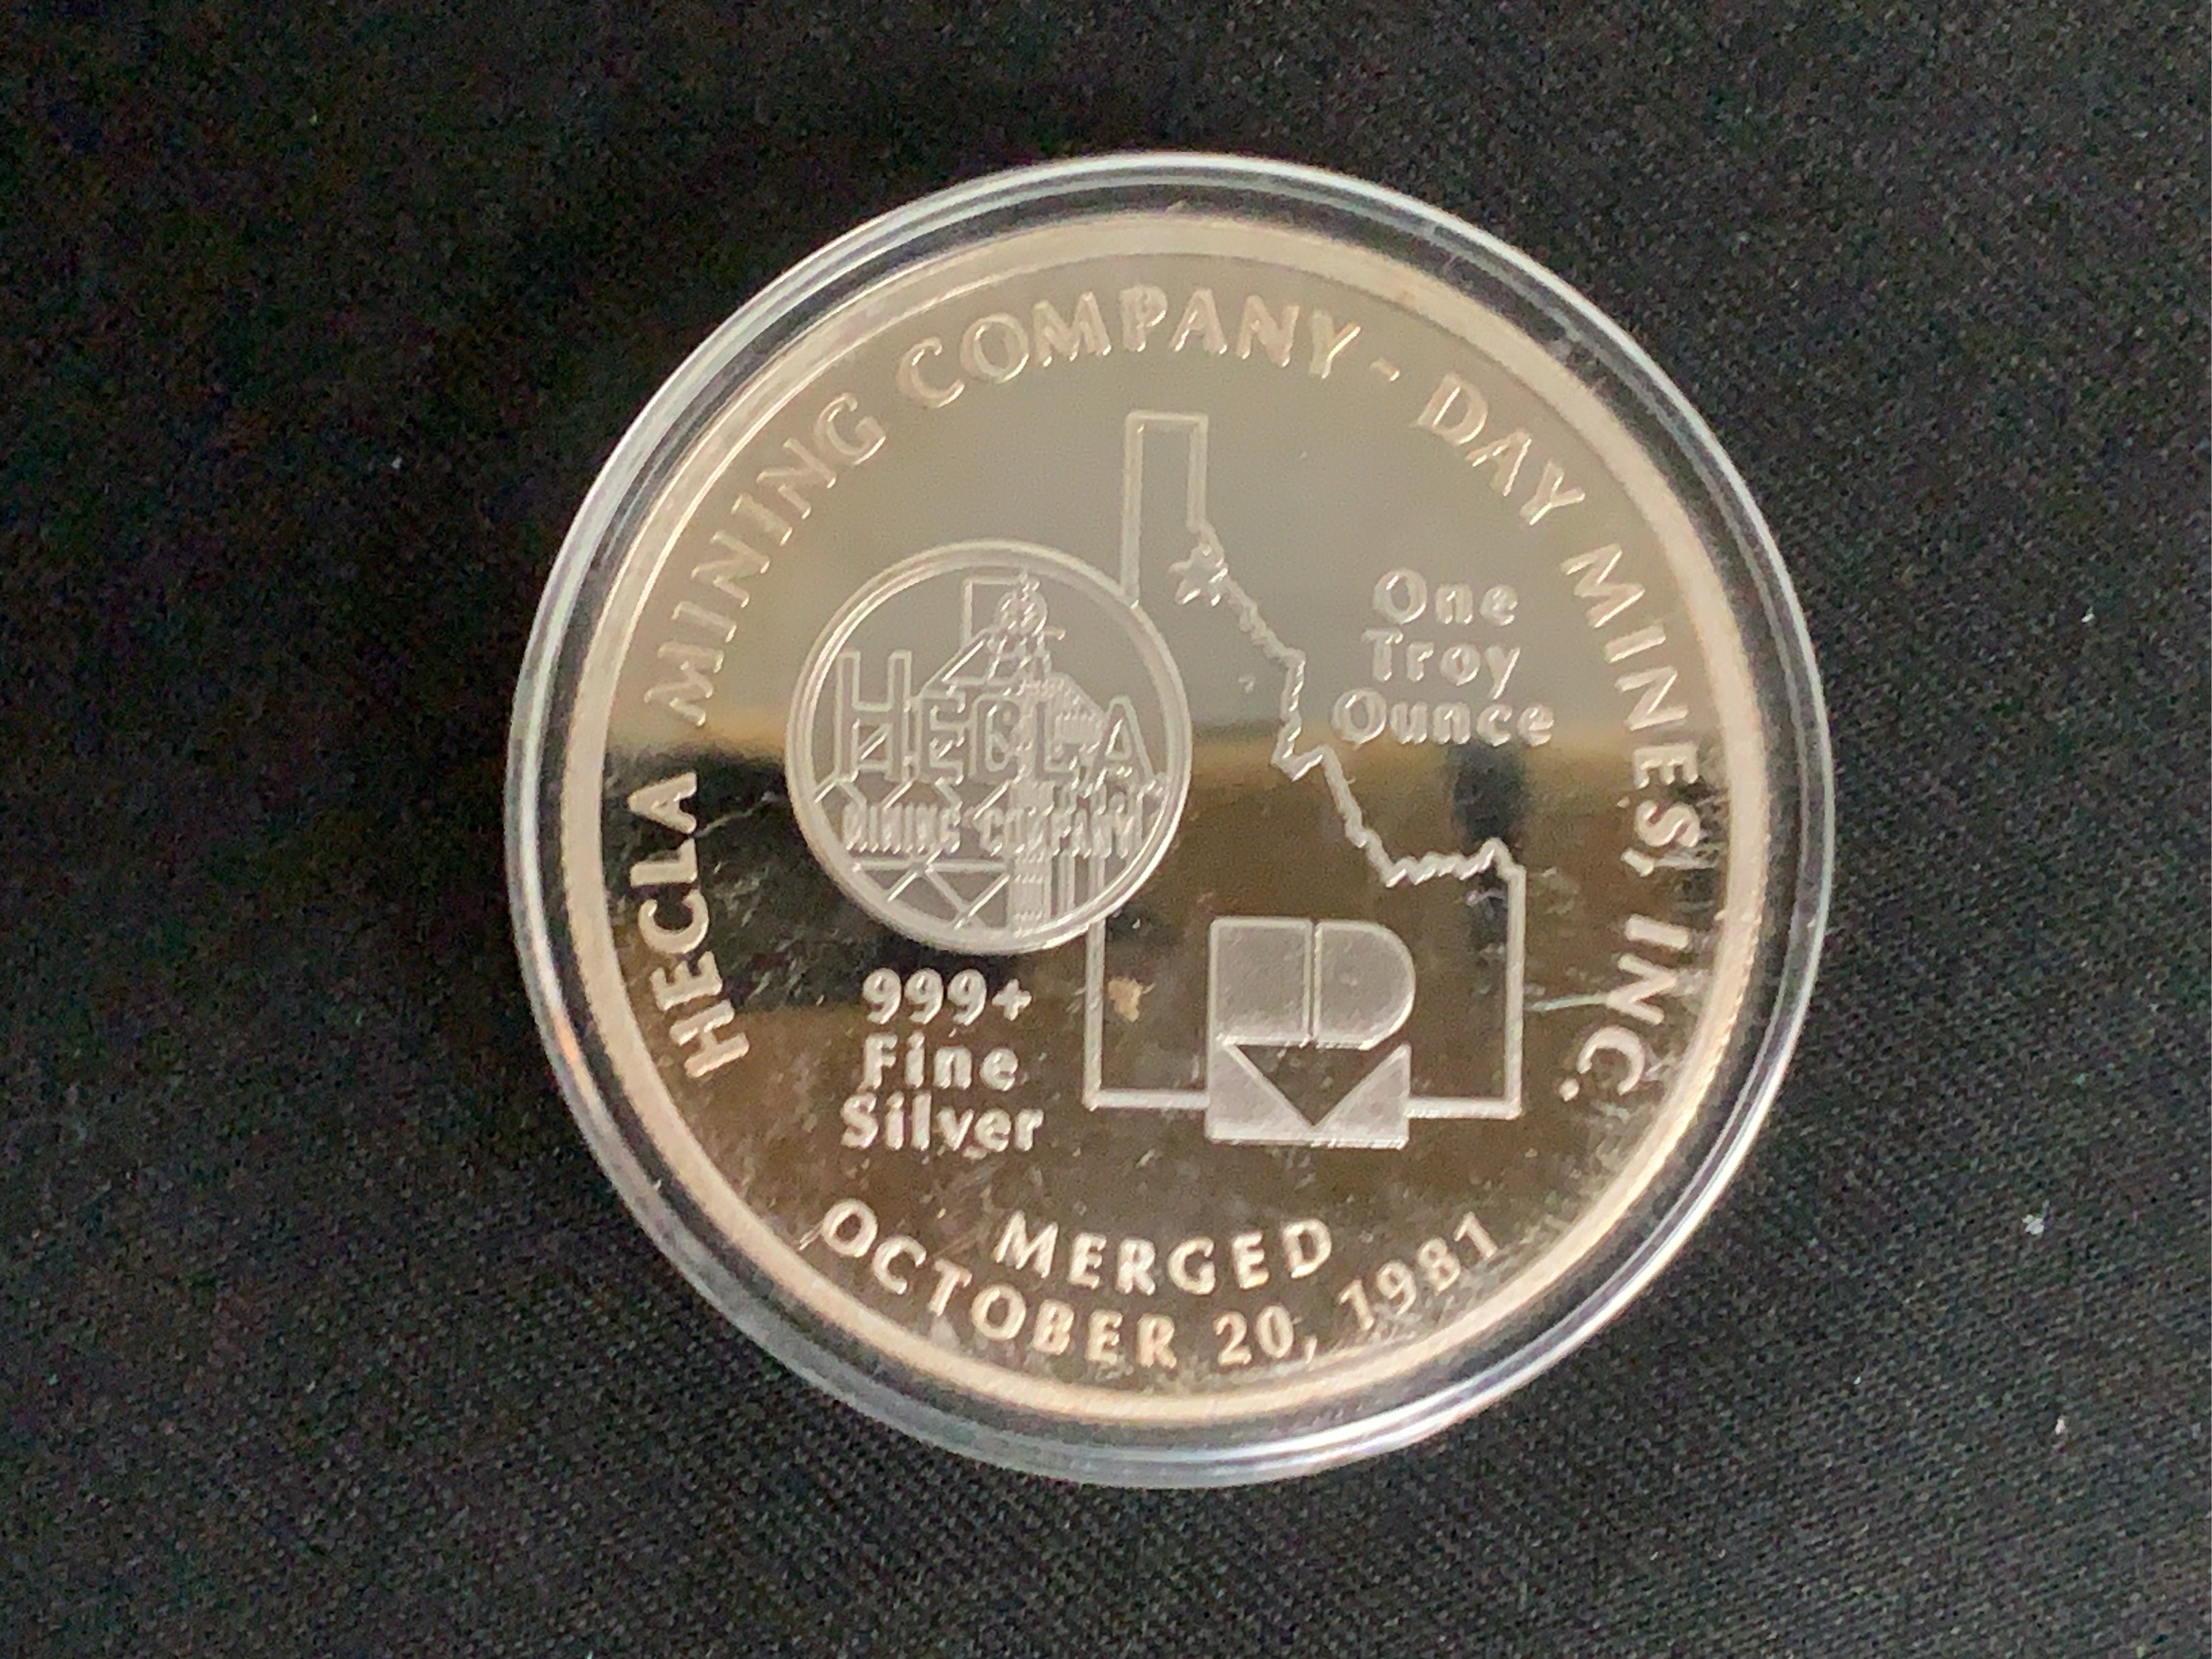 HECLA MINING COMPANY - DAY MINES, INC.
One
Troy
Ounce
HECLA
MINING COMPANY
999+
Fine
Silver
D
MERGED
OCTOBER 20, 1981